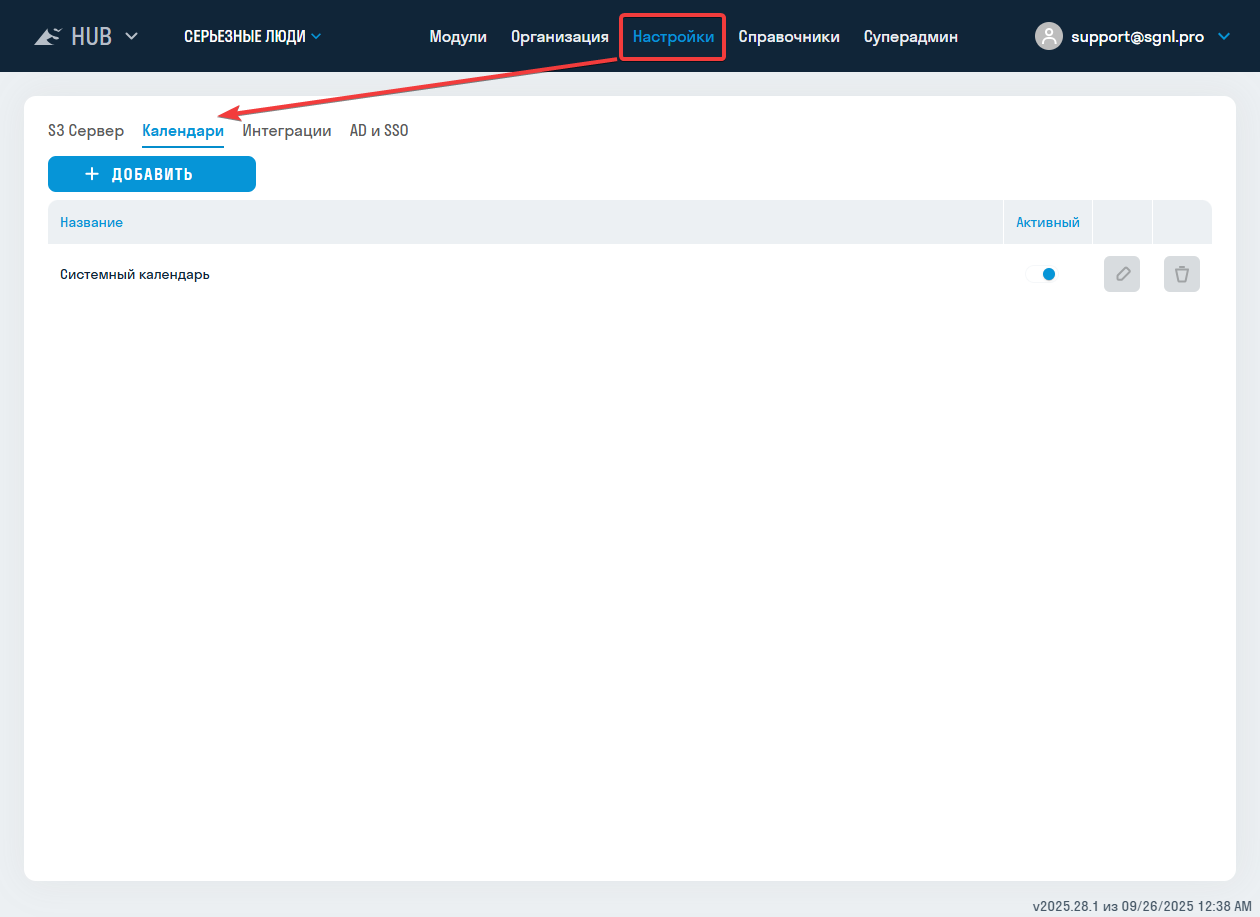 HUB СЕРЬЕЗНЫЕ ЛЮДИ Модули Организация Настройки Справочники Суперадмин support@sgnl.pro
S3 Сервер Календари Интеграции AD и SSO
+ ДОБАВИТЬ
Название Активный
Системный календарь
v2025.28.1 из 09/26/2025 12:38 AM